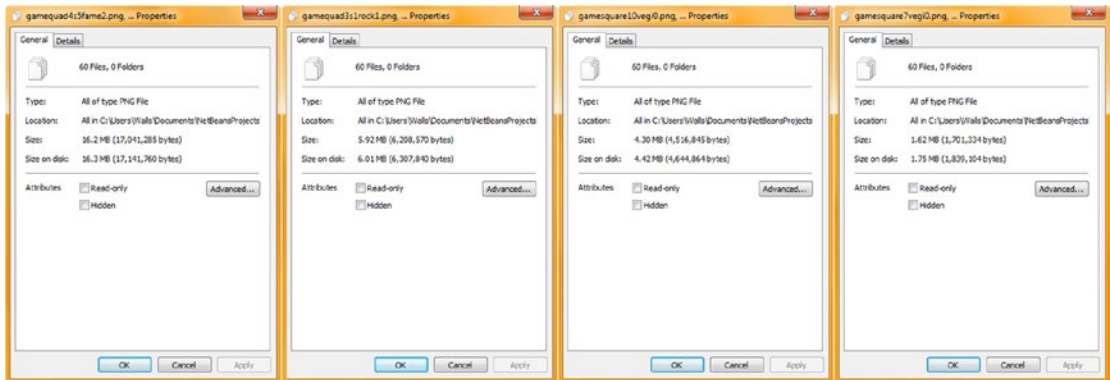 gamequad4s5fame2.png, ... Properties
General Details
60 Files, 0 Folders
Type: All of type PNG File
Location: All in C:\Users\Walls\Documents\NetBeansProjects
Size: 16.2 MB (17,041,285 bytes)
Size on disk: 16.3 MB (17,141,760 bytes)
Attributes Read-only Advanced...
Hidden
OK Cancel Apply
gamequad3s1rock1.png, ... Properties
General Details
60 Files, 0 Folders
Type: All of type PNG File
Location: All in C:\Users\Walls\Documents\NetBeansProjects
Size: 5.92 MB (6,208,570 bytes)
Size on disk: 6.01 MB (6,307,840 bytes)
Attributes Read-only Advanced...
Hidden
OK Cancel Apply
gamesquare10vegi0.png, ... Properties
General Details
60 Files, 0 Folders
Type: All of type PNG File
Location: All in C:\Users\Walls\Documents\NetBeansProjects
Size: 4.30 MB (4,516,845 bytes)
Size on disk: 4.42 MB (4,644,864 bytes)
Attributes Read-only Advanced...
Hidden
OK Cancel Apply
gamesquare7vegi0.png, ... Properties
General Details
60 Files, 0 Folders
Type: All of type PNG File
Location: All in C:\Users\Walls\Documents\NetBeansProjects
Size: 1.62 MB (1,701,334 bytes)
Size on disk: 1.75 MB (1,839,104 bytes)
Attributes Read-only Advanced...
Hidden
OK Cancel Apply